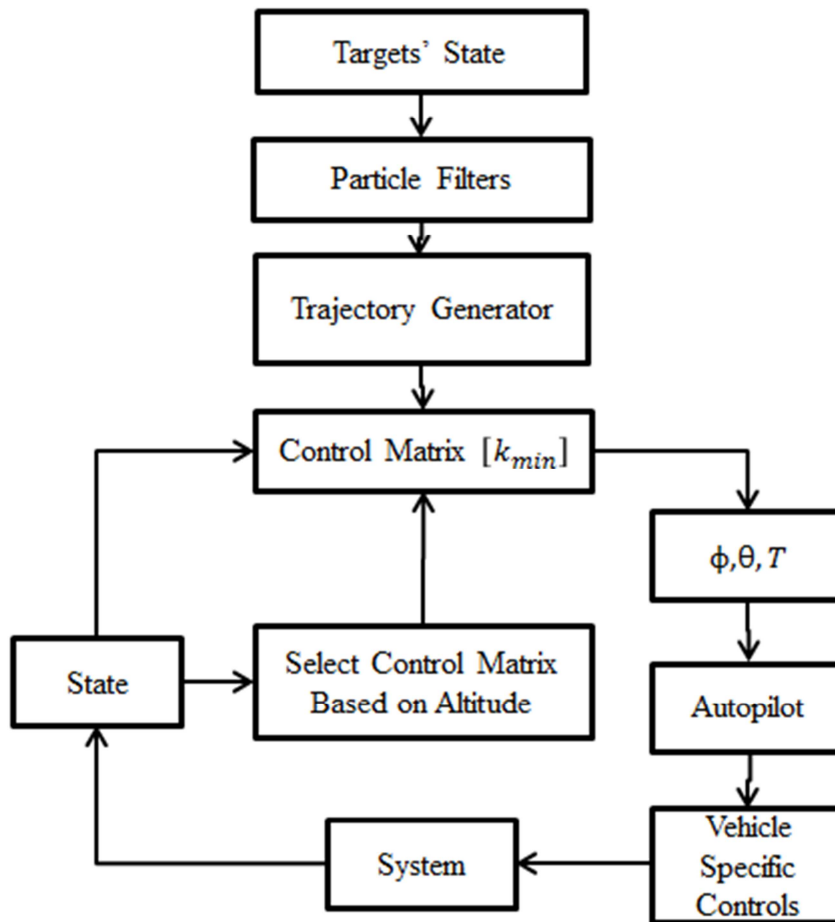 Targets' State
Particle Filters
Trajectory Generator
Control Matrix [k_min]
ϕ,θ, T
State
Select Control Matrix
Based on Altitude
Autopilot
System
Vehicle
Specific
Controls